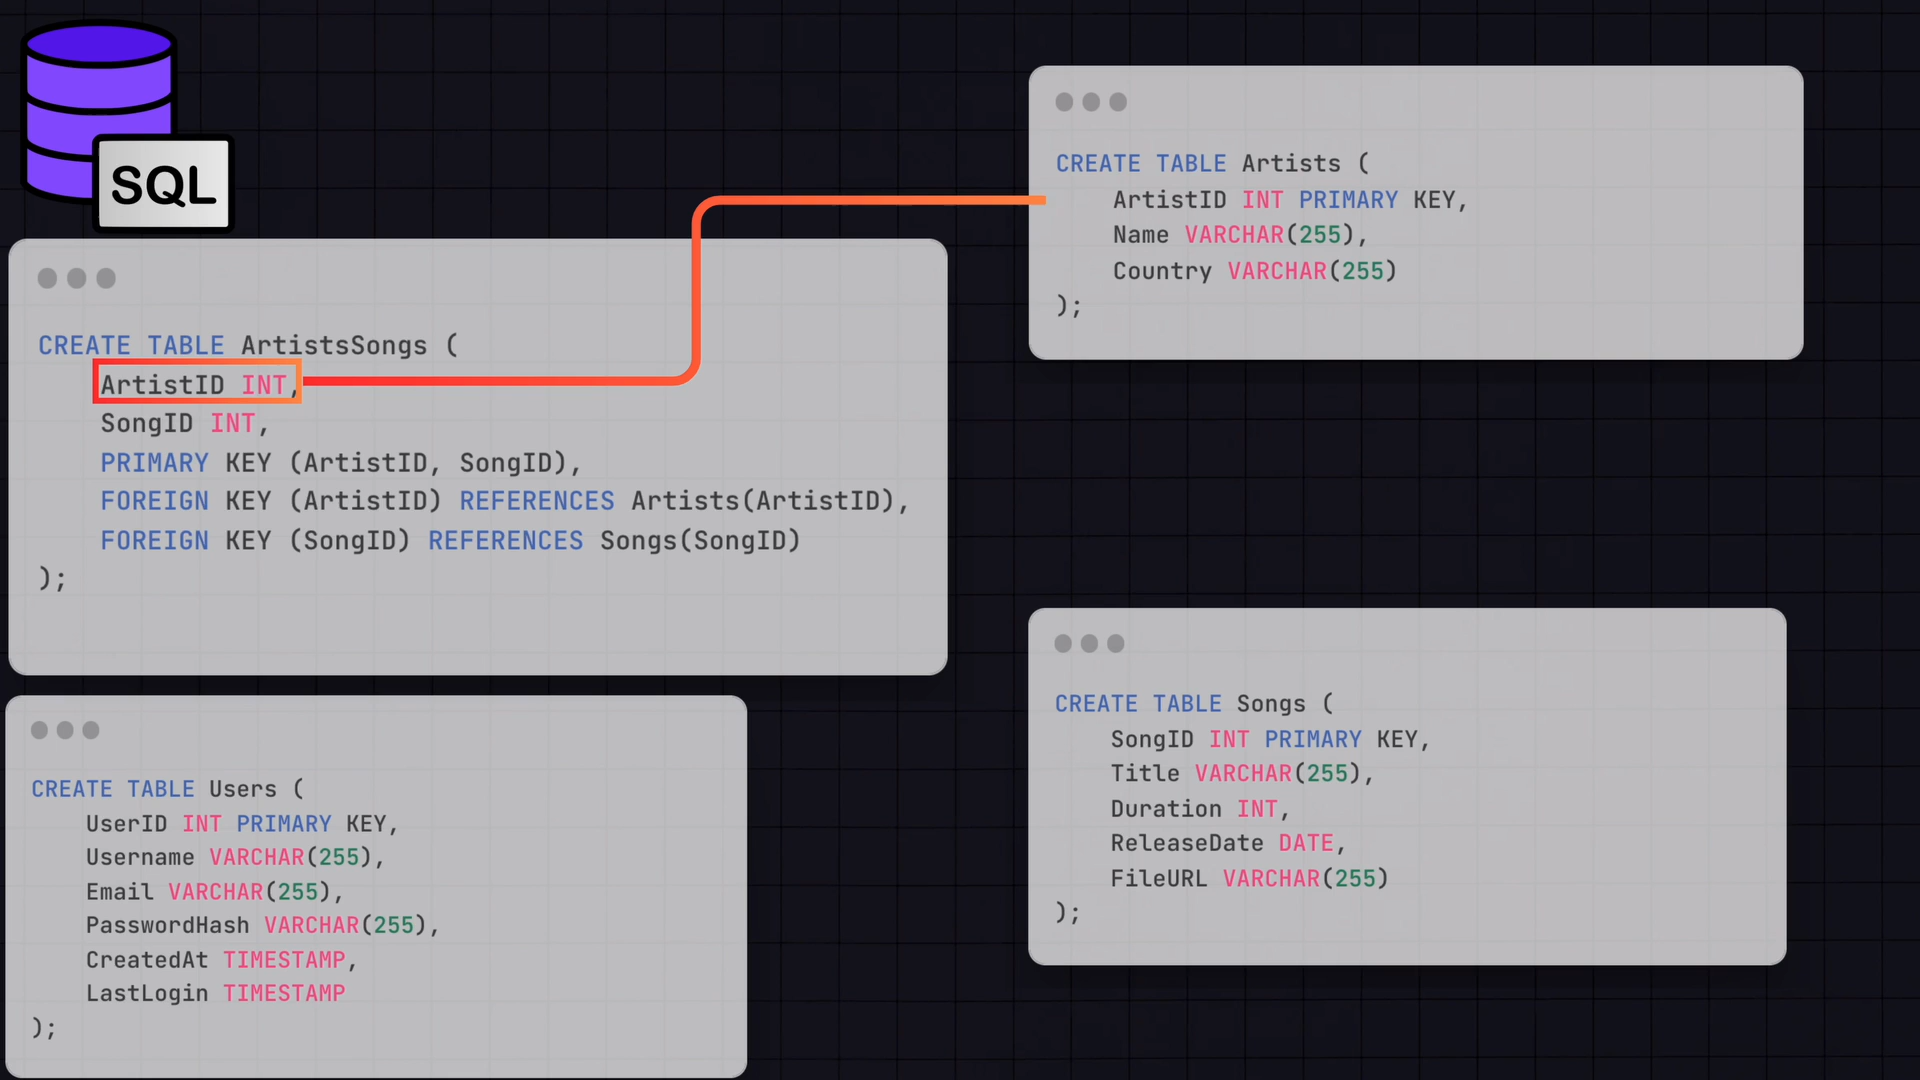 SQL
CREATE TABLE ArtistsSongs (
    ArtistID INT,
    SongID INT,
    PRIMARY KEY (ArtistID, SongID),
    FOREIGN KEY (ArtistID) REFERENCES Artists(ArtistID),
    FOREIGN KEY (SongID) REFERENCES Songs(SongID)
);
CREATE TABLE Users (
    UserID INT PRIMARY KEY,
    Username VARCHAR(255),
    Email VARCHAR(255),
    PasswordHash VARCHAR(255),
    CreatedAt TIMESTAMP,
    LastLogin TIMESTAMP
);
CREATE TABLE Artists (
    ArtistID INT PRIMARY KEY,
    Name VARCHAR(255),
    Country VARCHAR(255)
);
CREATE TABLE Songs (
    SongID INT PRIMARY KEY,
    Title VARCHAR(255),
    Duration INT,
    ReleaseDate DATE,
    FileURL VARCHAR(255)
);